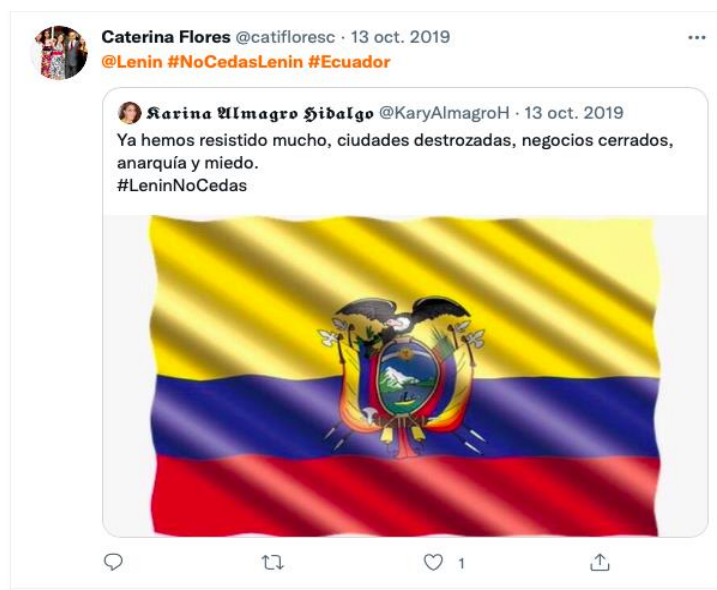 Caterina Flores @catifloresc · 13 oct. 2019
@Lenin #NoCedasLenin #Ecuador
Karina Almagro Hidalgo @KaryAlmagroH · 13 oct. 2019
Ya hemos resistido mucho, ciudades destrozadas, negocios cerrados,
anarquía y miedo.
#LeninNoCedas
1